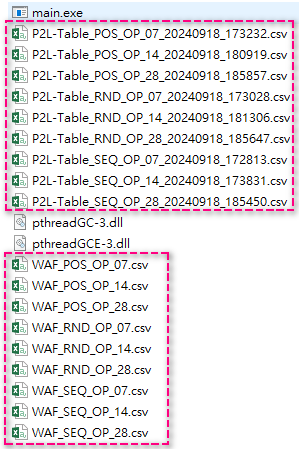 main.exe
P2L-Table_POS_OP_07_20240918_173232.csv
P2L-Table_POS_OP_14_20240918_180919.csv
P2L-Table_POS_OP_28_20240918_185857.csv
P2L-Table_RND_OP_07_20240918_173028.csv
P2L-Table_RND_OP_14_20240918_181306.csv
P2L-Table_RND_OP_28_20240918_185647.csv
P2L-Table_SEQ_OP_07_20240918_172813.csv
P2L-Table_SEQ_OP_14_20240918_173831.csv
P2L-Table_SEQ_OP_28_20240918_185450.csv
pthreadGC-3.dll
pthreadGCE-3.dll
WAF_POS_OP_07.csv
WAF_POS_OP_14.csv
WAF_POS_OP_28.csv
WAF_RND_OP_07.csv
WAF_RND_OP_14.csv
WAF_RND_OP_28.csv
WAF_SEQ_OP_07.csv
WAF_SEQ_OP_14.csv
WAF_SEQ_OP_28.csv